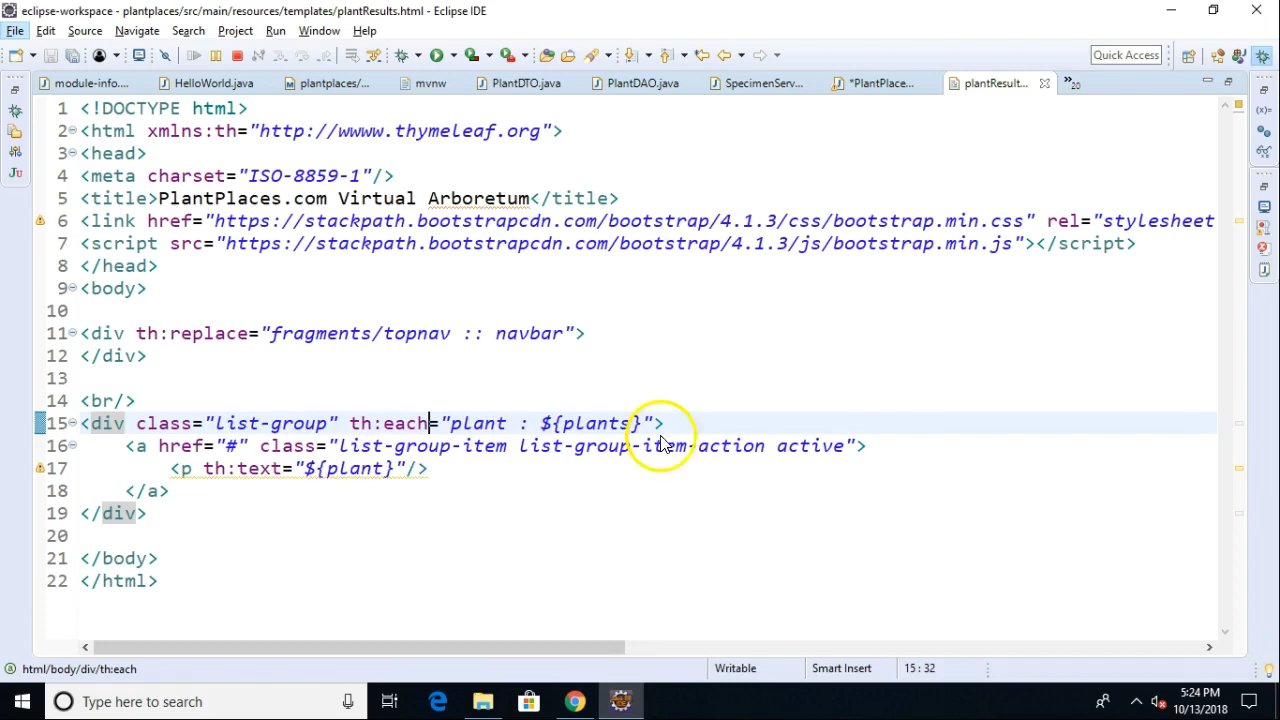 eclipse-workspace - plantplaces/src/main/resources/templates/plantResults.html - Eclipse IDE
File Edit Source Navigate Search Project Run Window Help
Quick Access
module-info.... HelloWorld.java plantplaces/... mvnw PlantDTO.java PlantDAO.java SpecimenServ... *PlantPlace... plantResult... »20
1 <!DOCTYPE html>
2 <html xmlns:th="http://wwww.thymeleaf.org">
3 <head>
4 <meta charset="ISO-8859-1"/>
5 <title>PlantPlaces.com Virtual Arboretum</title>
6 <link href="https://stackpath.bootstrapcdn.com/bootstrap/4.1.3/css/bootstrap.min.css" rel="stylesheet
7 <script src="https://stackpath.bootstrapcdn.com/bootstrap/4.1.3/js/bootstrap.min.js"></script>
8 </head>
9 <body>
10
11 <div th:replace="fragments/topnav :: navbar">
12 </div>
13
14 <br/>
15 <div class="list-group" th:each="plant : ${plants}">
16 <a href="#" class="list-group-item list-group-item-action active">
17 <p th:text="${plant}"/>
18 </a>
19 </div>
20
21 </body>
22 </html>
html/body/div/th:each Writable Smart Insert 15 : 32
Type here to search
5:24 PM
10/13/2018